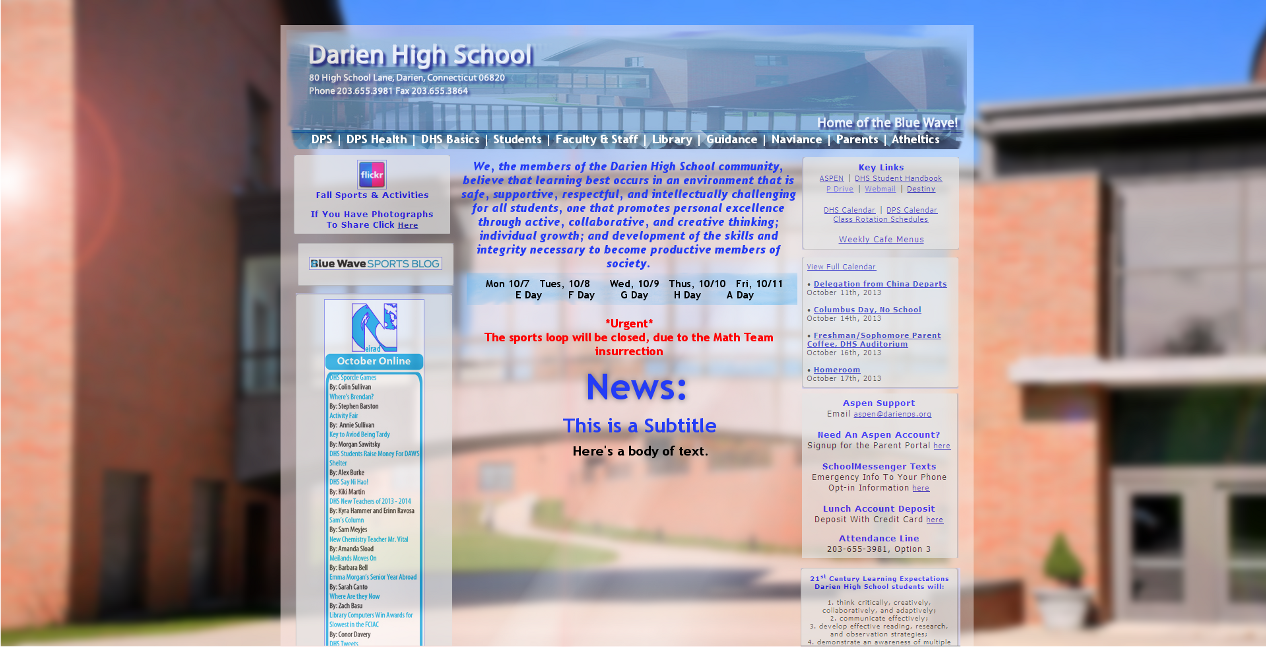 Darien High School
80 High School Lane, Darien, Connecticut 06820
Phone 203.655.3981 Fax 203.655.3864
Home of the Blue Wave!
DPS | DPS Health | DHS Basics | Students | Faculty & Staff | Library | Guidance | Naviance | Parents | Atheltics
flickr
Fall Sports & Activities
If You Have Photographs
To Share Click Here
Blue Wave SPORTS BLOG
Neirad
October Online
DHS Sporcle Games
By: Colin Sullivan
Where's Brendan?
By: Stephen Barston
Activity Fair
By: Annie Sullivan
Key to Avoid Being Tardy
By: Morgan Sawitsky
DHS Students Raise Money For DAWS
Shelter
By: Alex Burke
DHS Say Ni Hao!
By: Kiki Martin
DHS New Teachers of 2013 - 2014
By: Kyra Hammer and Erinn Ravosa
Sam's Column
By: Sam Meyjes
New Chemistry Teacher Mr. Vital
By: Amanda Sload
Meilands Moves On
By: Barbara Bell
Emma Morgan's Senior Year Abroad
By: Sarah Canto
Where Are they Now
By: Zach Basu
Library Computers Win Awards for
Slowest in the FCIAC
By: Conor Davery
DHS Tweets
We, the members of the Darien High School community,
believe that learning best occurs in an environment that is
safe, supportive, respectful, and intellectually challenging
for all students, one that promotes personal excellence
through active, collaborative, and creative thinking;
individual growth; and development of the skills and
integrity necessary to become productive members of
society.
Mon 10/7 Tues, 10/8 Wed, 10/9 Thus, 10/10 Fri, 10/11
E Day F Day G Day H Day A Day
*Urgent*
The sports loop will be closed, due to the Math Team
insurrection
News:
This is a Subtitle
Here's a body of text.
Key Links
ASPEN | DHS Student Handbook
P Drive | Webmail | Destiny
DHS Calendar | DPS Calendar
Class Rotation Schedules
Weekly Cafe Menus
View Full Calendar
• Delegation from China Departs
October 11th, 2013
• Columbus Day, No School
October 14th, 2013
• Freshman/Sophomore Parent
Coffee, DHS Auditorium
October 16th, 2013
• Homeroom
October 17th, 2013
Aspen Support
Email aspen@darienps.org
Need An Aspen Account?
Signup for the Parent Portal here
SchoolMessenger Texts
Emergency Info To Your Phone
Opt-in Information here
Lunch Account Deposit
Deposit With Credit Card here
Attendance Line
203-655-3981, Option 3
21st Century Learning Expectations
Darien High School students will:
1. think critically, creatively,
collaboratively, and adaptively;
2. communicate effectively;
3. develop effective reading, research,
and observation strategies;
4. demonstrate an awareness of multiple